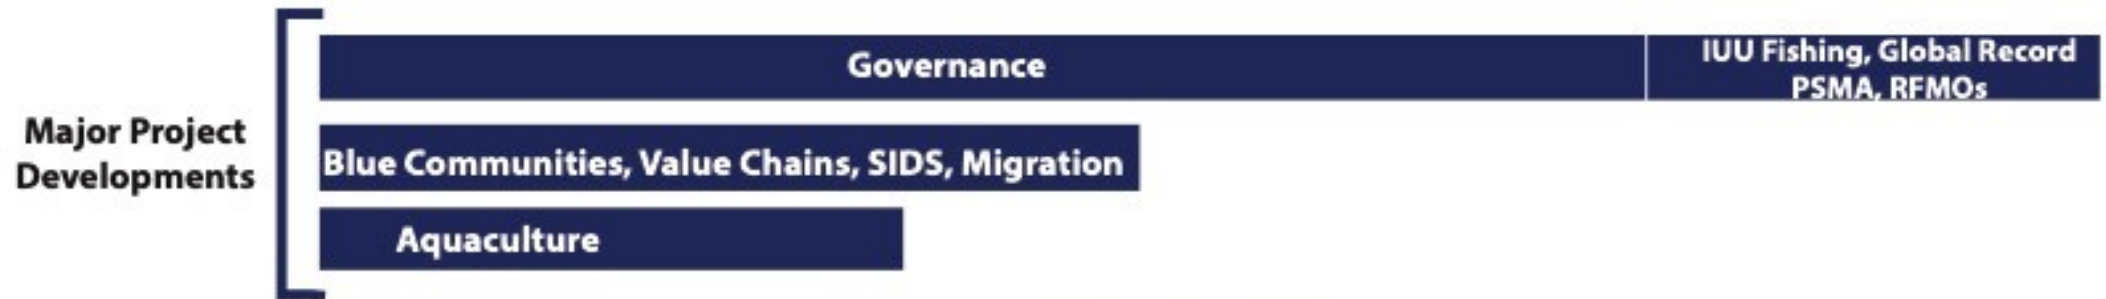 Major Project
Developments
Governance
IUU Fishing, Global Record
PSMA, RFMOs
Blue Communities, Value Chains, SIDS, Migration
Aquaculture